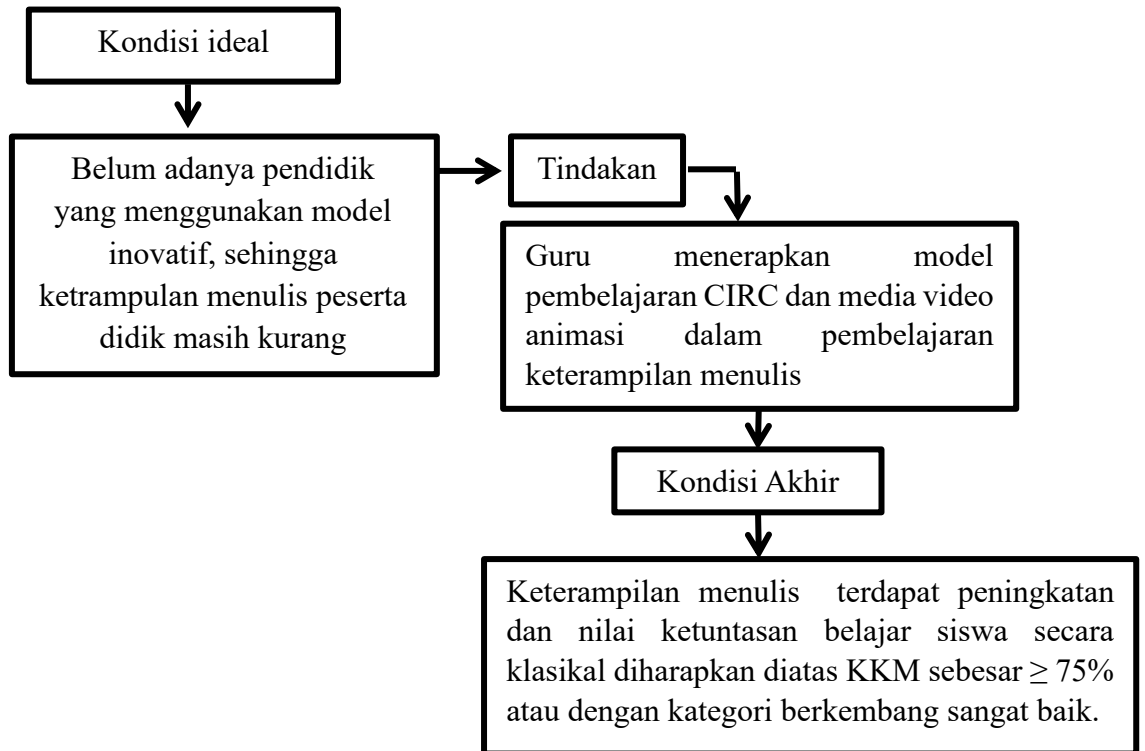 Kondisi ideal
Belum adanya pendidik
yang menggunakan model
inovatif, sehingga
ketrampulan menulis peserta
didik masih kurang
Tindakan
Guru menerapkan model
pembelajaran CIRC dan media video
animasi dalam pembelajaran
keterampilan menulis
Kondisi Akhir
Keterampilan menulis terdapat peningkatan
dan nilai ketuntasan belajar siswa secara
klasikal diharapkan diatas KKM sebesar ≥ 75%
atau dengan kategori berkembang sangat baik.